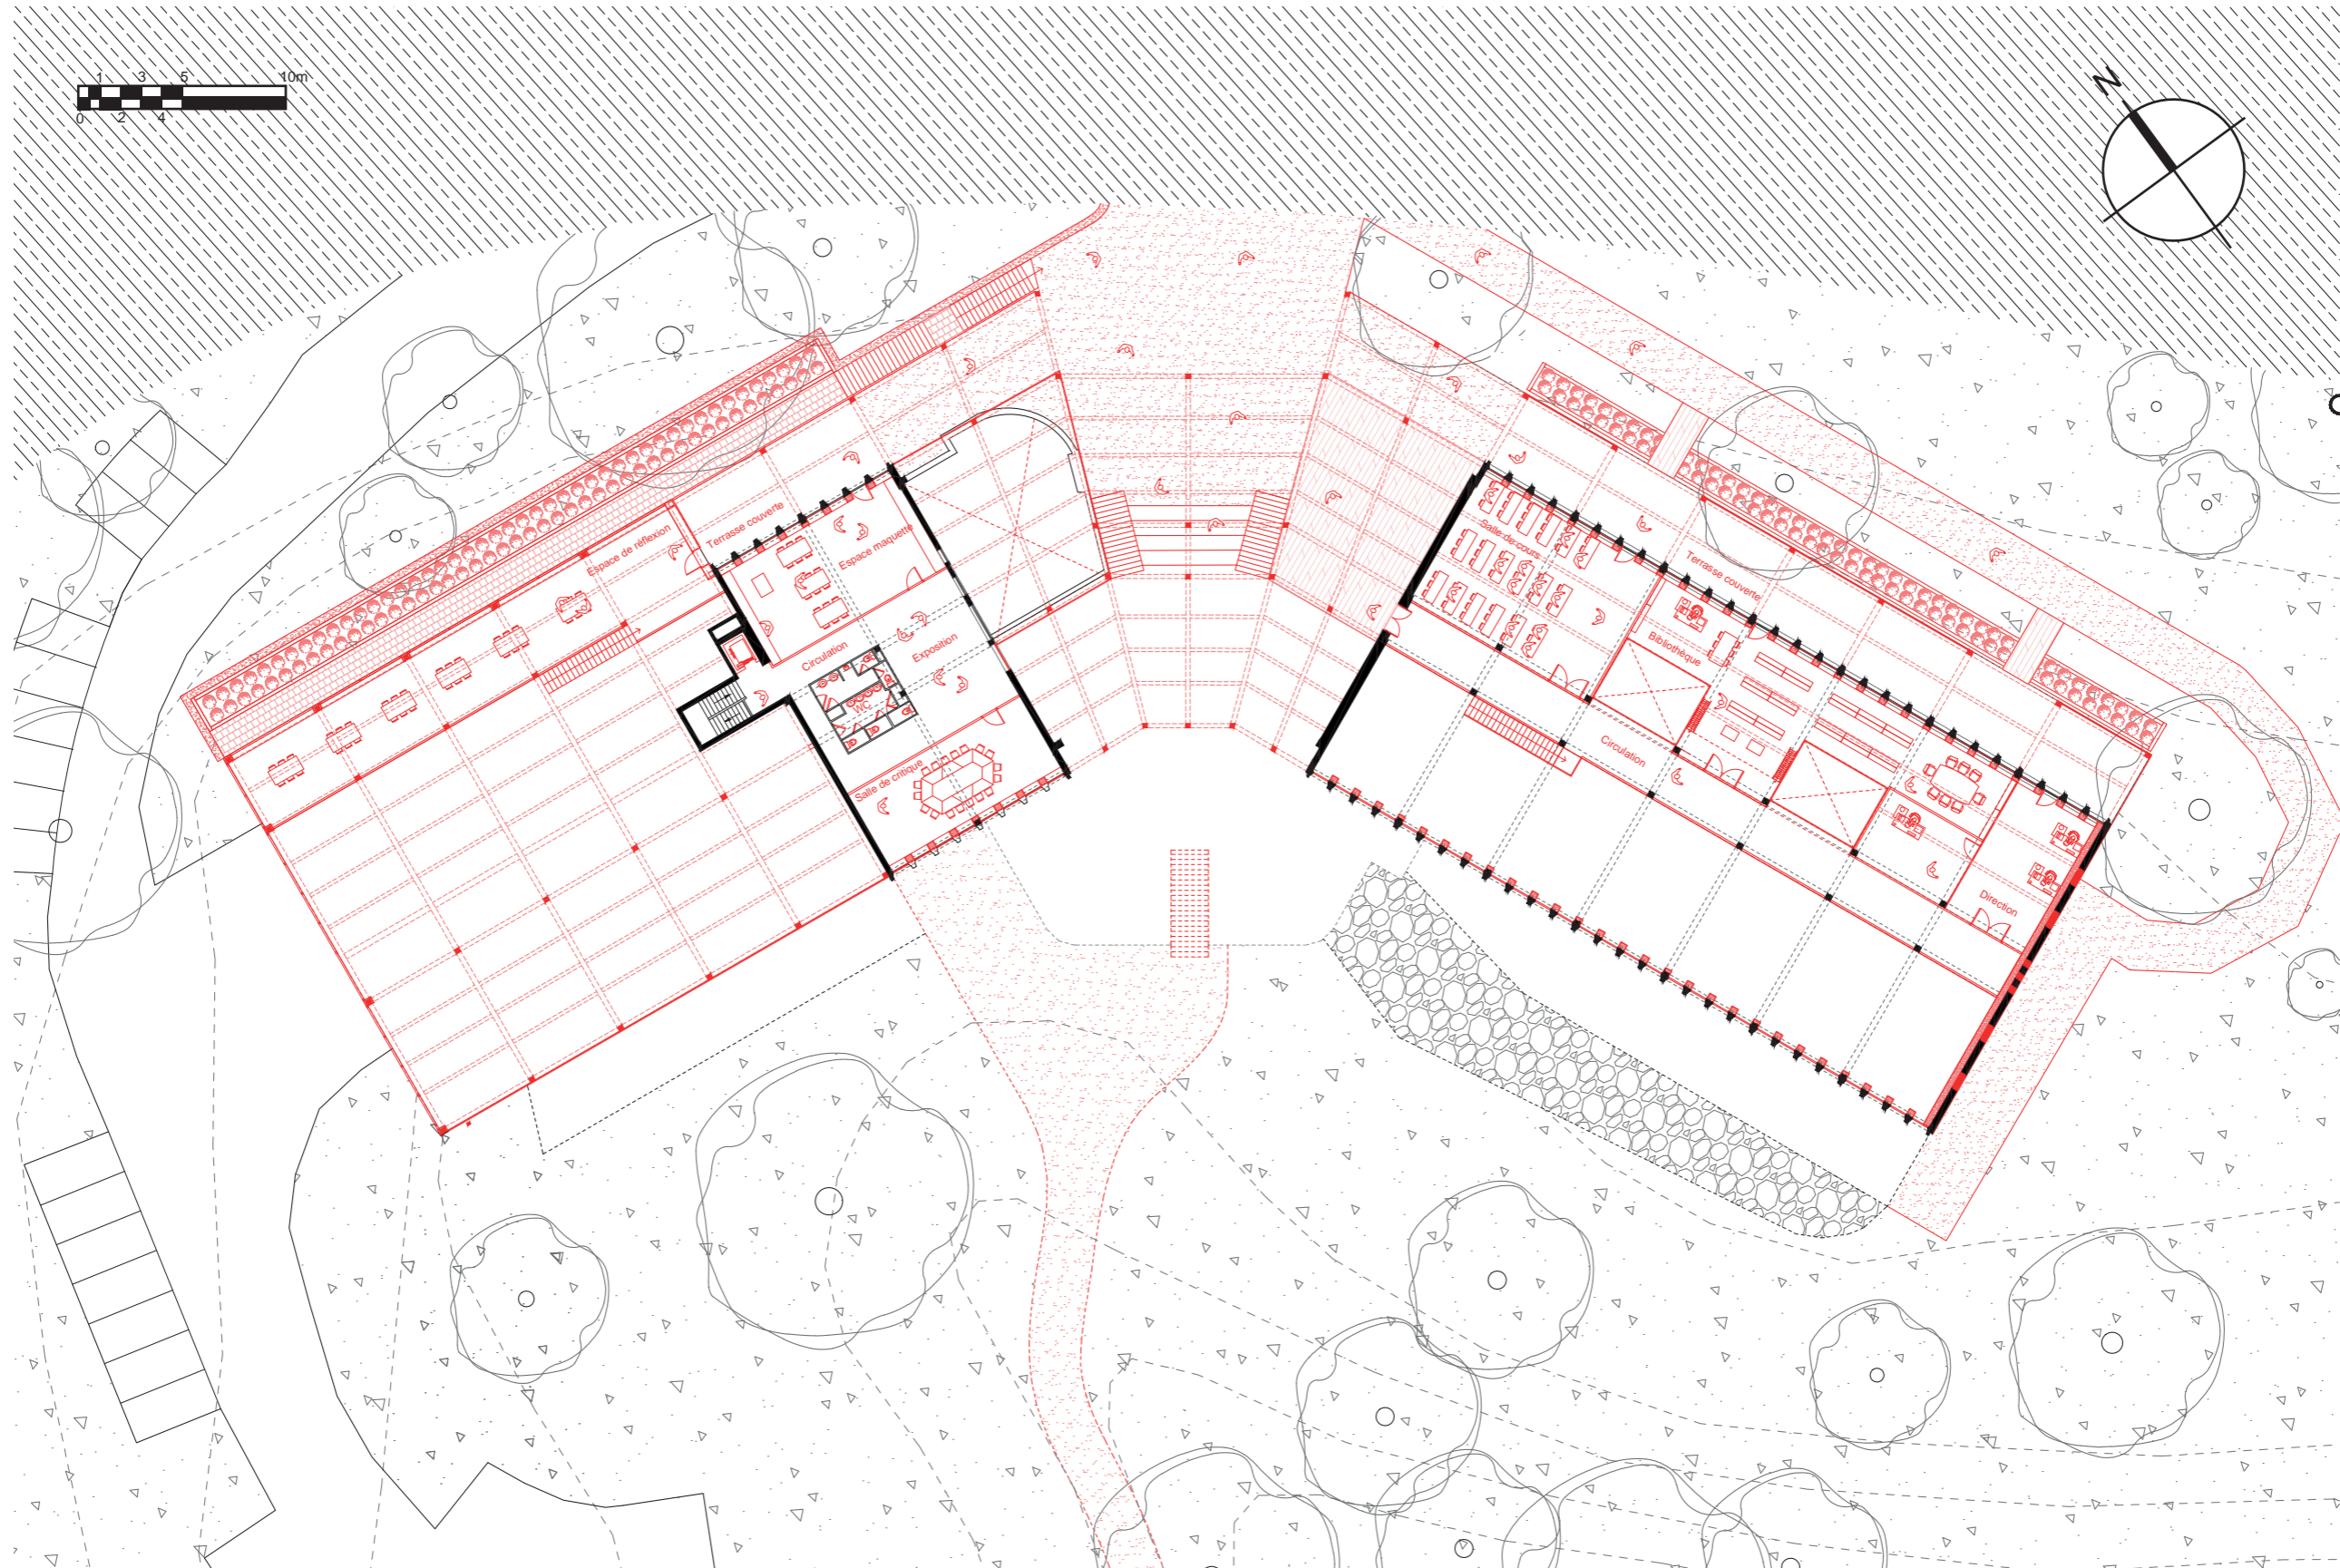 1 3 5 10m
0 2 4
N
Espace de réflexion
Terrasse couverte
Espace maquette
Circulation
Exposition
WC
Salle de critique
Salle de cours
Terrasse couverte
Bibliothèque
Circulation
Direction